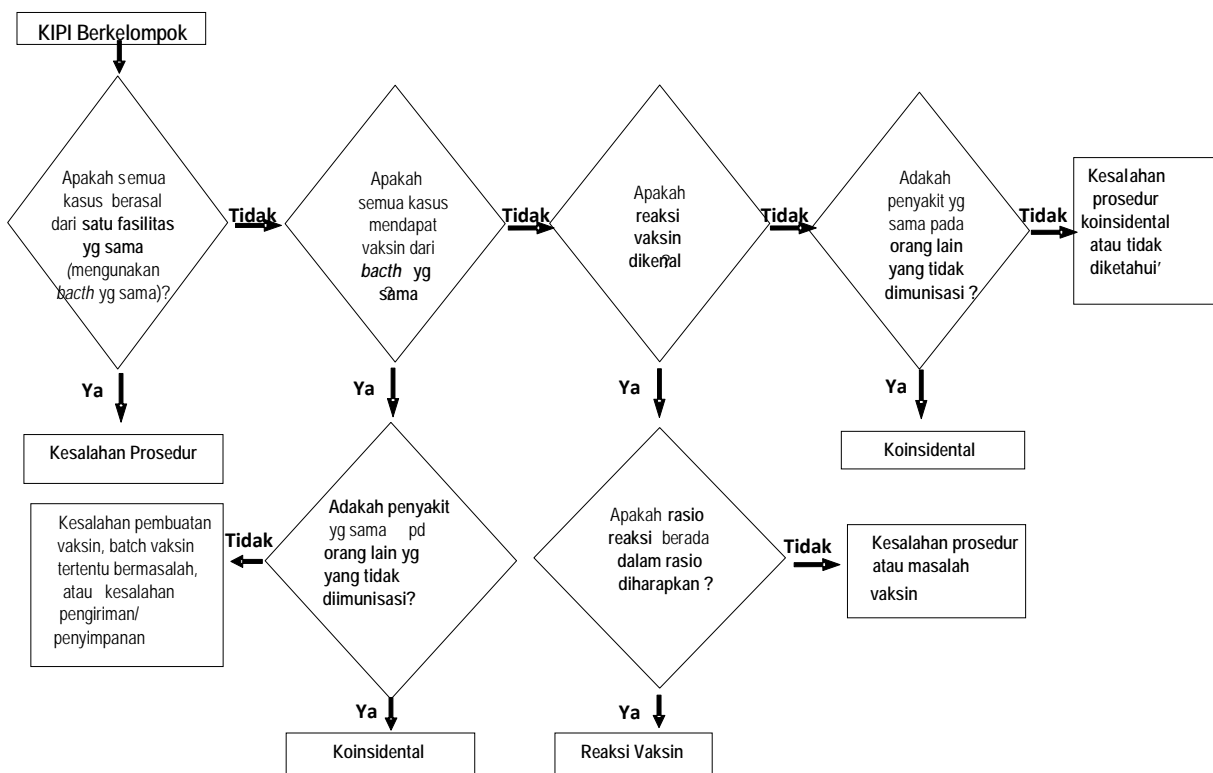 KIPI Berkelompok
Apakah semua
kasus berasal
dari satu fasilitas
yg sama
(mengunakan
bacth yg sama)?
Tidak
Apakah
semua kasus
mendapat
vaksin dari
bacth yg
sama?
Tidak
Apakah
reaksi
vaksin
dikenal?
Tidak
Adakah
penyakit yg
sama pada
orang lain
yang tidak
dimunisasi ?
Tidak
Kesalahan
prosedur
koinsidental
atau tidak
diketahui'
Ya
Ya
Ya
Ya
Kesalahan Prosedur
Koinsidental
Kesalahan pembuatan
vaksin, batch vaksin
tertentu bermasalah,
atau kesalahan
pengiriman/
penyimpanan
Tidak
Adakah penyakit
yg sama pd
orang lain yg
yang tidak
diimunisasi?
Apakah rasio
reaksi berada
dalam rasio
diharapkan ?
Tidak
Kesalahan prosedur
atau masalah
vaksin
Ya
Ya
Koinsidental
Reaksi Vaksin